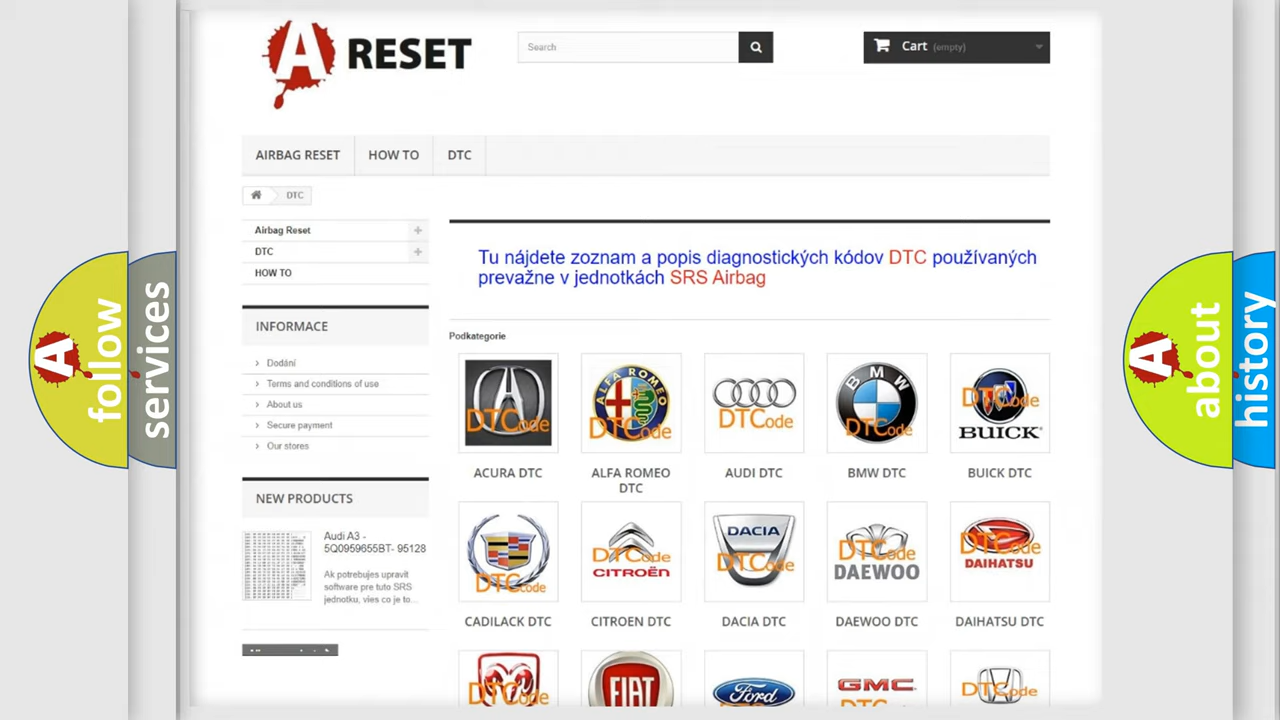 A RESET
Search
Cart (empty)
AIRBAG RESET
HOW TO
DTC
DTC
Airbag Reset
DTC
HOW TO
Tu nájdete zoznam a popis diagnostických kódov DTC používaných
prevažne v jednotkách SRS Airbag
INFORMACE
Dodání
Terms and conditions of use
About us
Secure payment
Our stores
NEW PRODUCTS
Audi A3 -
5Q0959655BT- 95128
Ak potrebujes upravit
software pre tuto SRS
jednotku, vies co je to...
Podkategorie
DTCode
ALFA ROMEO
DTCode
DTCode
BMW
DTCode
DTCode
BUICK
ACURA DTC
ALFA ROMEO
DTC
AUDI DTC
BMW DTC
BUICK DTC
DTCode
DTCode
CITROËN
DACIA
DTCode
DTCode
DAEWOO
DTCode
DAIHATSU
CADILACK DTC
CITROEN DTC
DACIA DTC
DAEWOO DTC
DAIHATSU DTC
DTCode
FIAT
Ford
GMC
DTCode
A follow
services
A about
history